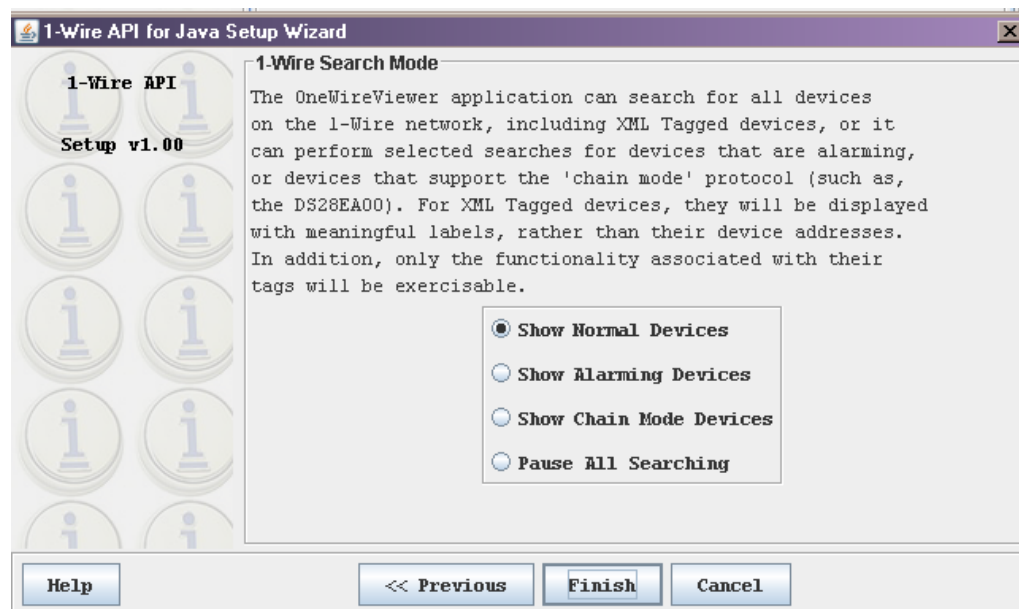 1-Wire API for Java Setup Wizard
1-Wire API
Setup v1.00
1-Wire Search Mode
The OneWireViewer application can search for all devices
on the 1-Wire network, including XML Tagged devices, or it
can perform selected searches for devices that are alarming,
or devices that support the 'chain mode' protocol (such as,
the DS28EA00). For XML Tagged devices, they will be displayed
with meaningful labels, rather than their device addresses.
In addition, only the functionality associated with their
tags will be exercisable.
Show Normal Devices
Show Alarming Devices
Show Chain Mode Devices
Pause All Searching
Help
<< Previous
Finish
Cancel